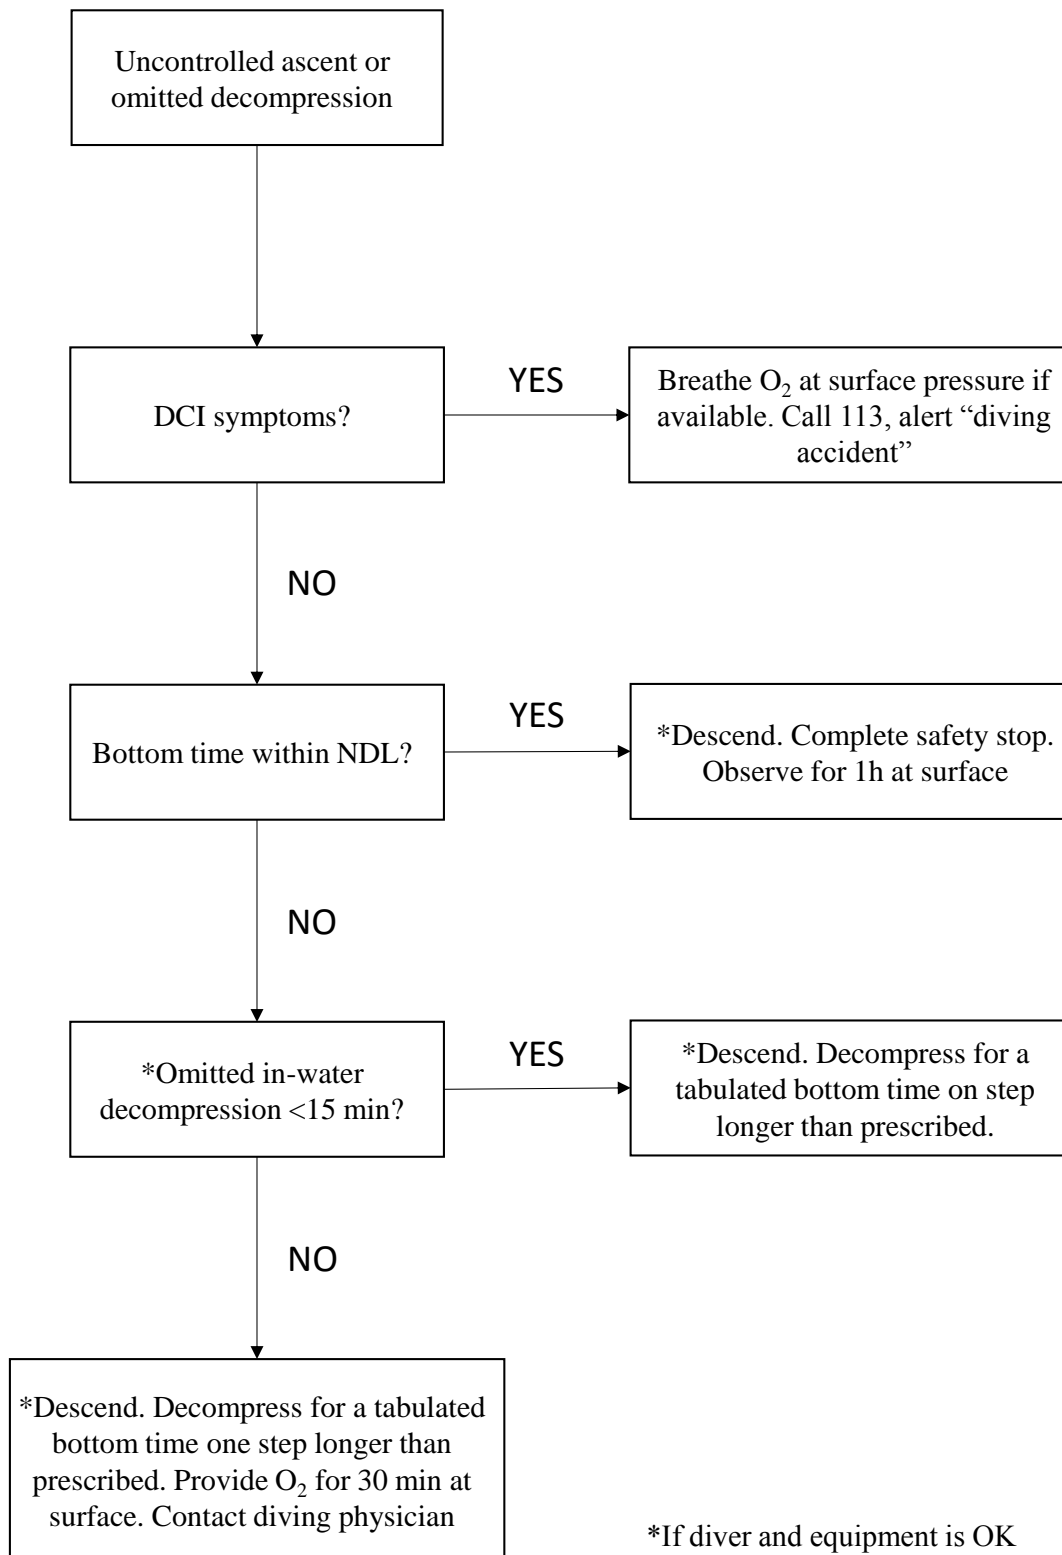 Uncontrolled ascent or
omitted decompression
DCI symptoms?
YES
Breathe O₂ at surface pressure if
available. Call 113, alert “diving
accident”
NO
Bottom time within NDL?
YES
*Descend. Complete safety stop.
Observe for 1h at surface
NO
*Omitted in-water
decompression <15 min?
YES
*Descend. Decompress for a
tabulated bottom time on step
longer than prescribed.
NO
*Descend. Decompress for a tabulated
bottom time one step longer than
prescribed. Provide O₂ for 30 min at
surface. Contact diving physician
*If diver and equipment is OK